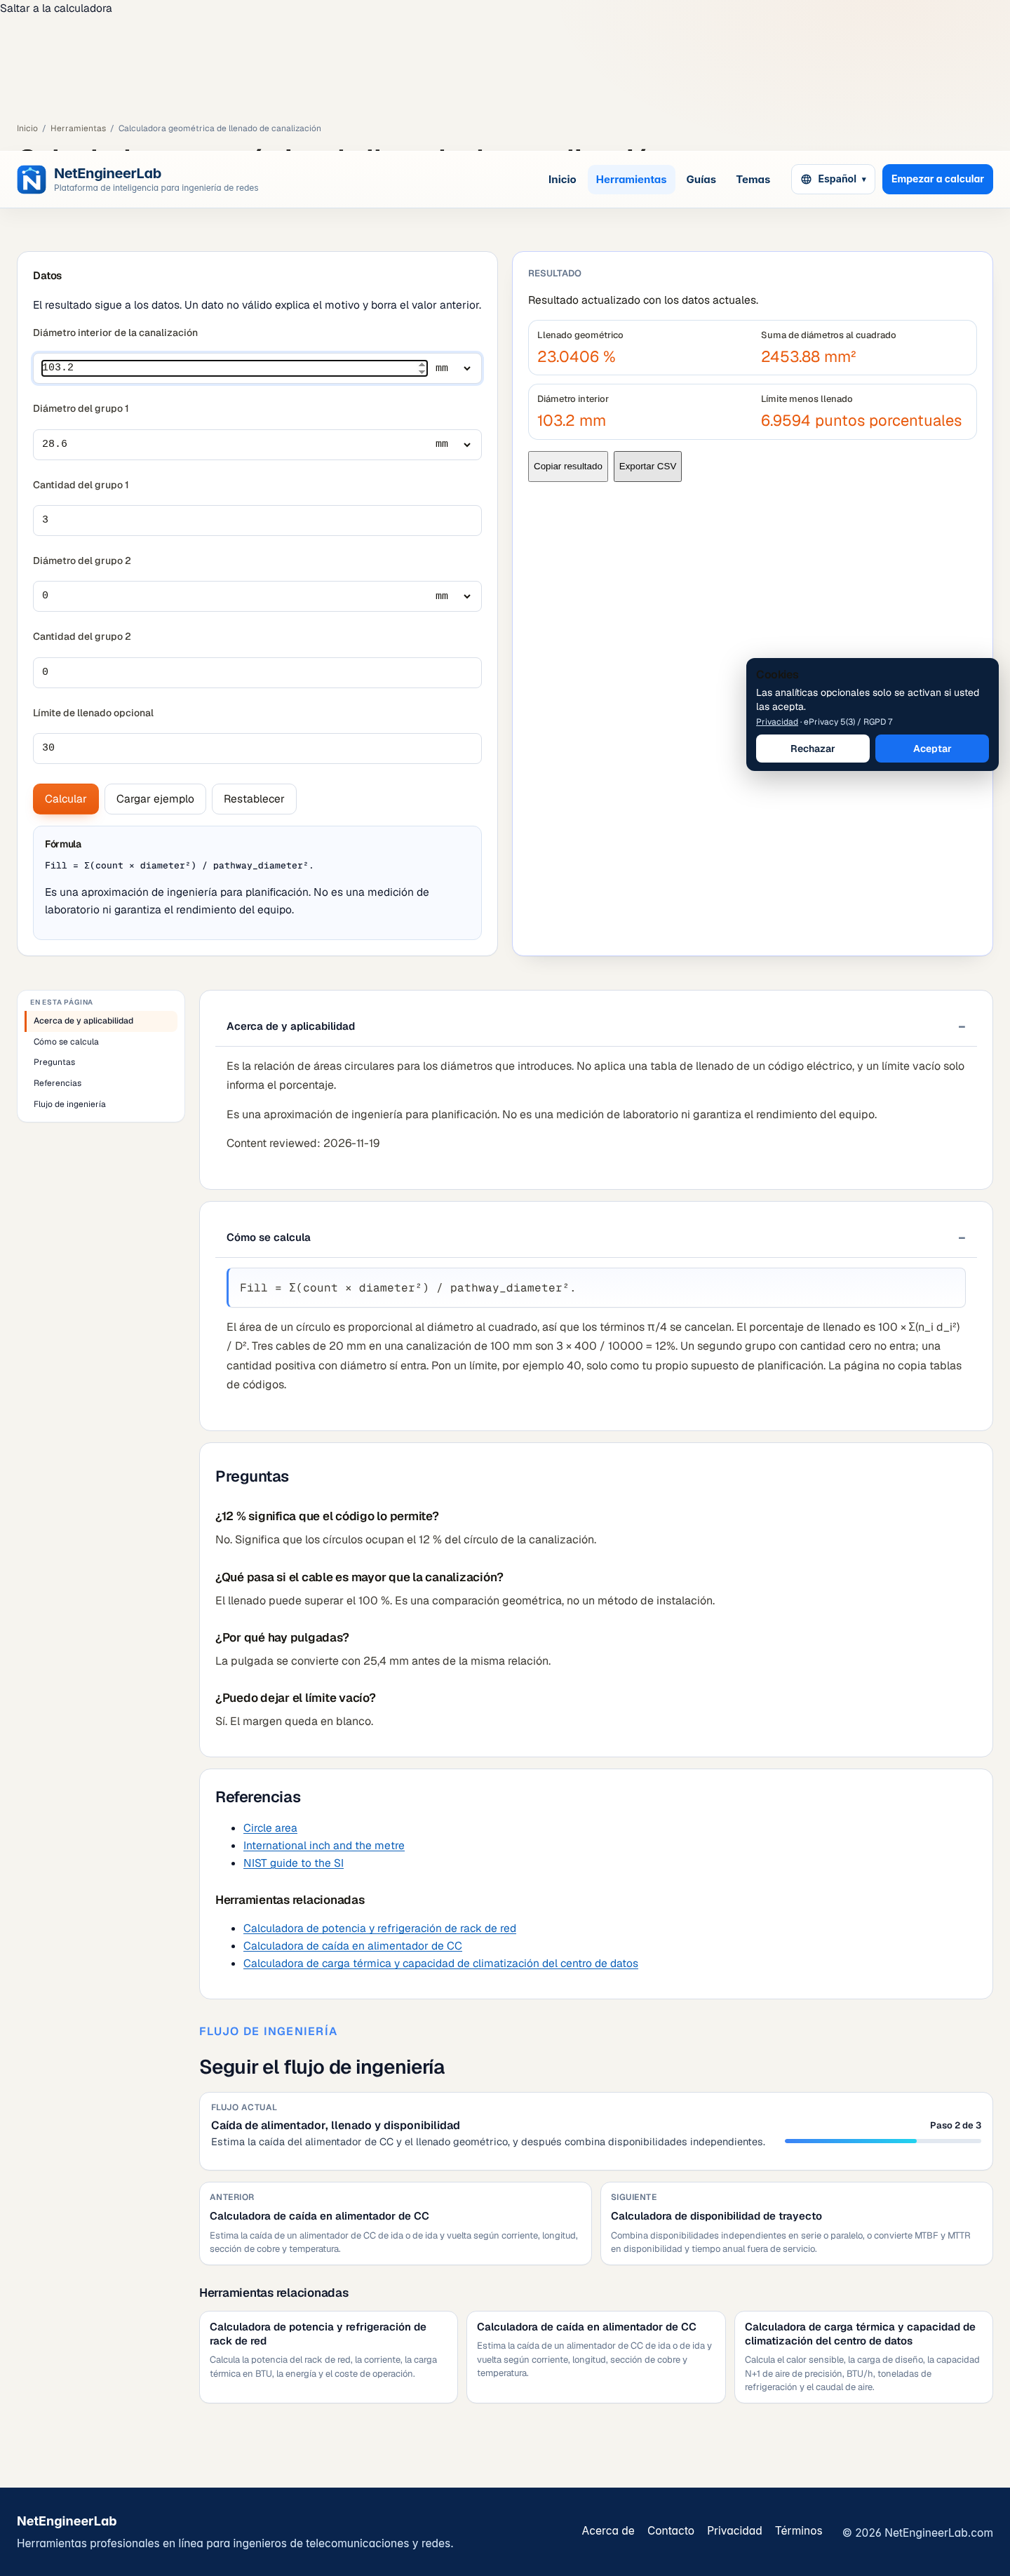 Saltar a la calculadora
Inicio / Herramientas / Calculadora geométrica de llenado de canalización
NetEngineerLab
Plataforma de inteligencia para ingeniería de redes
Inicio
Herramientas
Guías
Temas
Español
Empezar a calcular
Datos
El resultado sigue a los datos. Un dato no válido explica el motivo y borra el valor anterior.
Diámetro interior de la canalización
103.2
mm
Diámetro del grupo 1
28.6
mm
Cantidad del grupo 1
3
Diámetro del grupo 2
0
mm
Cantidad del grupo 2
0
Límite de llenado opcional
30
Calcular
Cargar ejemplo
Restablecer
Fórmula
Fill = Σ(count × diameter²) / pathway_diameter².
Es una aproximación de ingeniería para planificación. No es una medición de
laboratorio ni garantiza el rendimiento del equipo.
RESULTADO
Resultado actualizado con los datos actuales.
Llenado geométrico
23.0406 %
Suma de diámetros al cuadrado
2453.88 mm²
Diámetro interior
103.2 mm
Límite menos llenado
6.9594 puntos porcentuales
Copiar resultado
Exportar CSV
Cookies
Las analíticas opcionales solo se activan si usted
las acepta.
Privacidad · ePrivacy 5(3) / RGPD 7
Rechazar
Aceptar
EN ESTA PÁGINA
Acerca de y aplicabilidad
Cómo se calcula
Preguntas
Referencias
Flujo de ingeniería
Acerca de y aplicabilidad
Es la relación de áreas circulares para los diámetros que introduces. No aplica una tabla de llenado de un código eléctrico, y un límite vacío solo
informa el porcentaje.
Es una aproximación de ingeniería para planificación. No es una medición de laboratorio ni garantiza el rendimiento del equipo.
Content reviewed: 2026-11-19
Cómo se calcula
Fill = Σ(count × diameter²) / pathway_diameter².
El área de un círculo es proporcional al diámetro al cuadrado, así que los términos π/4 se cancelan. El porcentaje de llenado es 100 × Σ(n_i d_i²)
/ D². Tres cables de 20 mm en una canalización de 100 mm son 3 × 400 / 10000 = 12%. Un segundo grupo con cantidad cero no entra; una
cantidad positiva con diámetro sí entra. Pon un límite, por ejemplo 40, solo como tu propio supuesto de planificación. La página no copia tablas
de códigos.
Preguntas
¿12 % significa que el código lo permite?
No. Significa que los círculos ocupan el 12 % del círculo de la canalización.
¿Qué pasa si el cable es mayor que la canalización?
El llenado puede superar el 100 %. Es una comparación geométrica, no un método de instalación.
¿Por qué hay pulgadas?
La pulgada se convierte con 25,4 mm antes de la misma relación.
¿Puedo dejar el límite vacío?
Sí. El margen queda en blanco.
Referencias
Circle area
International inch and the metre
NIST guide to the SI
Herramientas relacionadas
Calculadora de potencia y refrigeración de rack de red
Calculadora de caída en alimentador de CC
Calculadora de carga térmica y capacidad de climatización del centro de datos
FLUJO DE INGENIERÍA
Seguir el flujo de ingeniería
FLUJO ACTUAL
Caída de alimentador, llenado y disponibilidad
Estima la caída del alimentador de CC y el llenado geométrico, y después combina disponibilidades independientes.
Paso 2 de 3
ANTERIOR
Calculadora de caída en alimentador de CC
Estima la caída de un alimentador de CC de ida o de ida y vuelta según corriente, longitud,
sección de cobre y temperatura.
SIGUIENTE
Calculadora de disponibilidad de trayecto
Combina disponibilidades independientes en serie o paralelo, o convierte MTBF y MTTR
en disponibilidad y tiempo anual fuera de servicio.
Herramientas relacionadas
Calculadora de potencia y refrigeración de
rack de red
Calcula la potencia del rack de red, la corriente, la carga
térmica en BTU, la energía y el coste de operación.
Calculadora de caída en alimentador de CC
Estima la caída de un alimentador de CC de ida o de ida y
vuelta según corriente, longitud, sección de cobre y
temperatura.
Calculadora de carga térmica y capacidad de
climatización del centro de datos
Calcula el calor sensible, la carga de diseño, la capacidad
N+1 de aire de precisión, BTU/h, toneladas de
refrigeración y el caudal de aire.
NetEngineerLab
Herramientas profesionales en línea para ingenieros de telecomunicaciones y redes.
Acerca de
Contacto
Privacidad
Términos
© 2026 NetEngineerLab.com